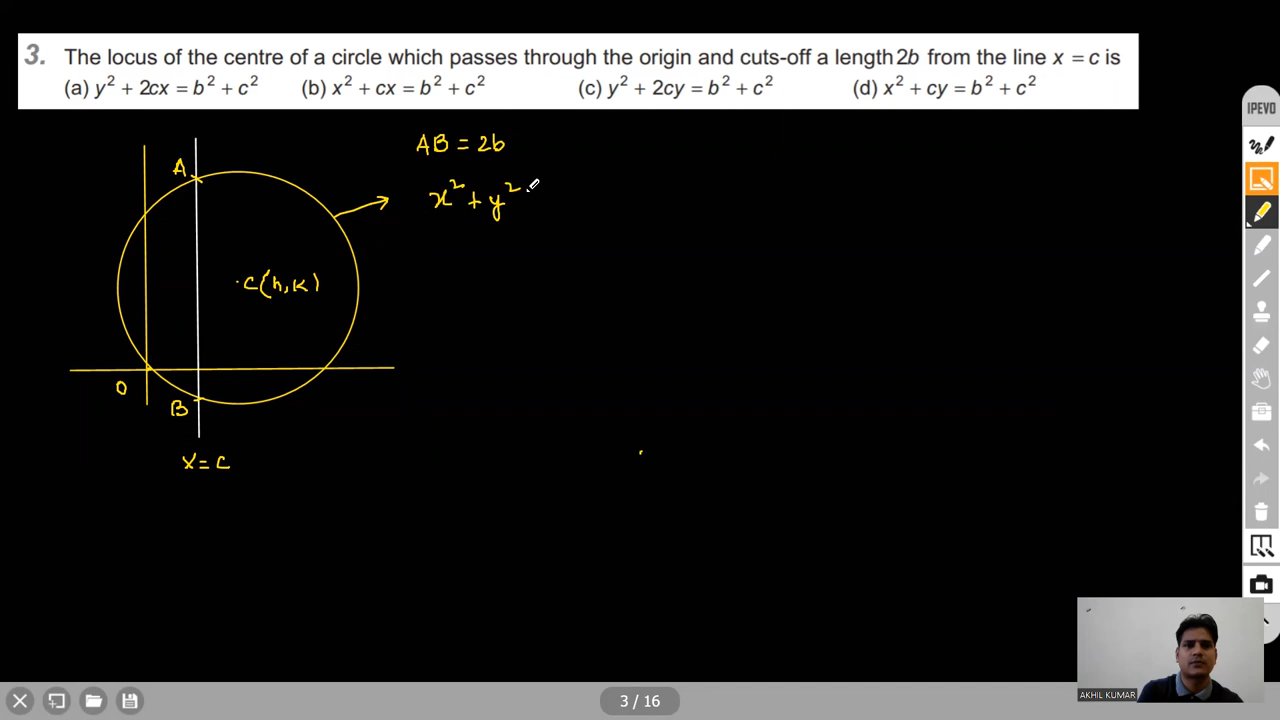 3. The locus of the centre of a circle which passes through the origin and cuts-off a length 2b from the line x = c is
(a) y² + 2cx = b² + c² (b) x² + cx = b² + c² (c) y² + 2cy = b² + c² (d) x² + cy = b² + c²
IPEVO
AB = 2b
A
x² + y²
C(h,k)
O
B
x = c
AKHIL KUMAR
3 / 16